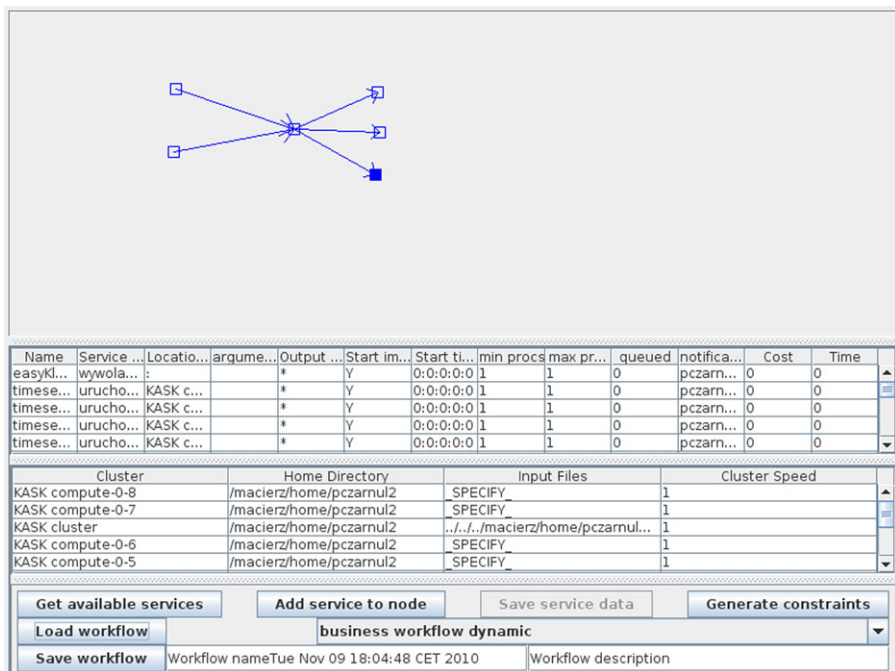 Name Service ... Locatio... argume... Output ... Start im... Start ti... min procs max pr... queued notifica... Cost Time
easyKl... wywola... : * Y 0:0:0:0:0 1 1 0 pczarn... 0 0
timese... urucho... KASK c... * Y 0:0:0:0:0 1 1 0 pczarn... 0 0
timese... urucho... KASK c... * Y 0:0:0:0:0 1 1 0 pczarn... 0 0
timese... urucho... KASK c... * Y 0:0:0:0:0 1 1 0 pczarn... 0 0
timese... urucho... KASK c... * Y 0:0:0:0:0 1 1 0 pczarn... 0 0
Cluster Home Directory Input Files Cluster Speed
KASK compute-0-8 /macierz/home/pczarnul2 _SPECIFY_ 1
KASK compute-0-7 /macierz/home/pczarnul2 _SPECIFY_ 1
KASK cluster /macierz/home/pczarnul2 ../../../macierz/home/pczarnul... 1
KASK compute-0-6 /macierz/home/pczarnul2 _SPECIFY_ 1
KASK compute-0-5 /macierz/home/pczarnul2 _SPECIFY_ 1
Get available services Add service to node Save service data Generate constraints
Load workflow business workflow dynamic
Save workflow Workflow nameTue Nov 09 18:04:48 CET 2010 Workflow description